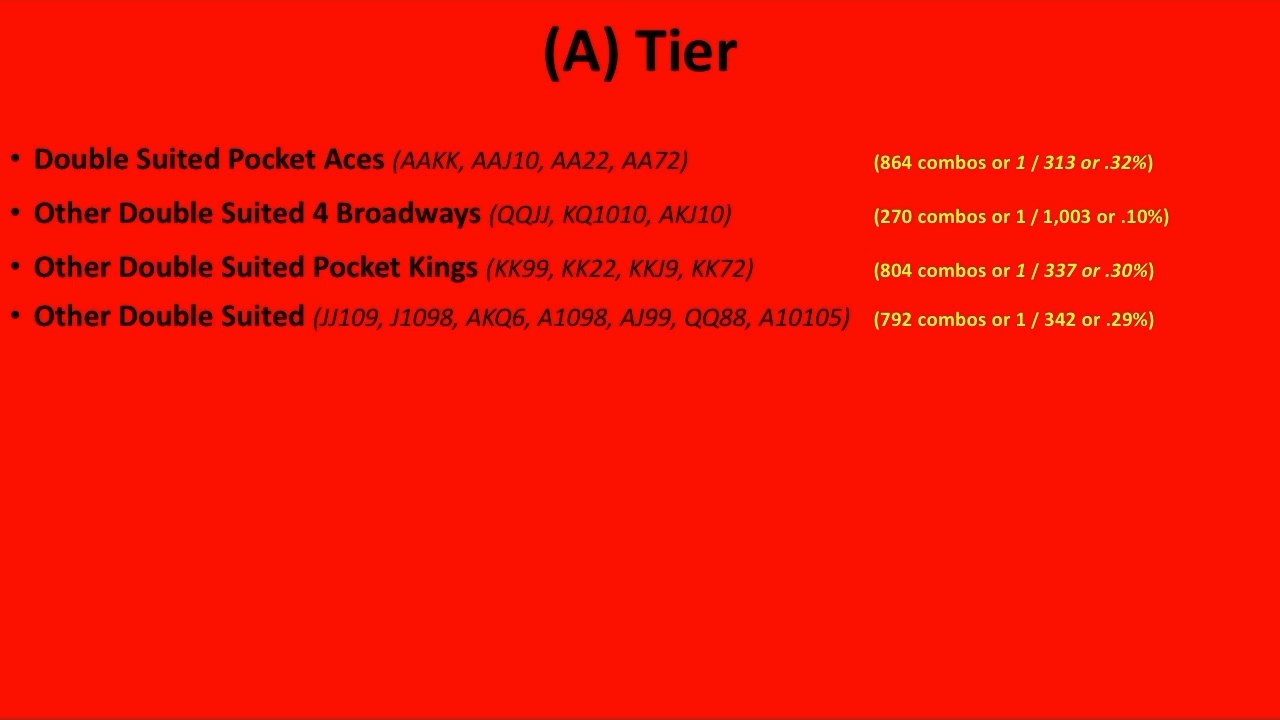 (A) Tier
• Double Suited Pocket Aces (AAKK, AAJ10, AA22, AA72) (864 combos or 1 / 313 or .32%)
• Other Double Suited 4 Broadways (QQJJ, KQ1010, AKJ10) (270 combos or 1 / 1,003 or .10%)
• Other Double Suited Pocket Kings (KK99, KK22, KKJ9, KK72) (804 combos or 1 / 337 or .30%)
• Other Double Suited (JJ109, J1098, AKQ6, A1098, AJ99, QQ88, A10105) (792 combos or 1 / 342 or .29%)